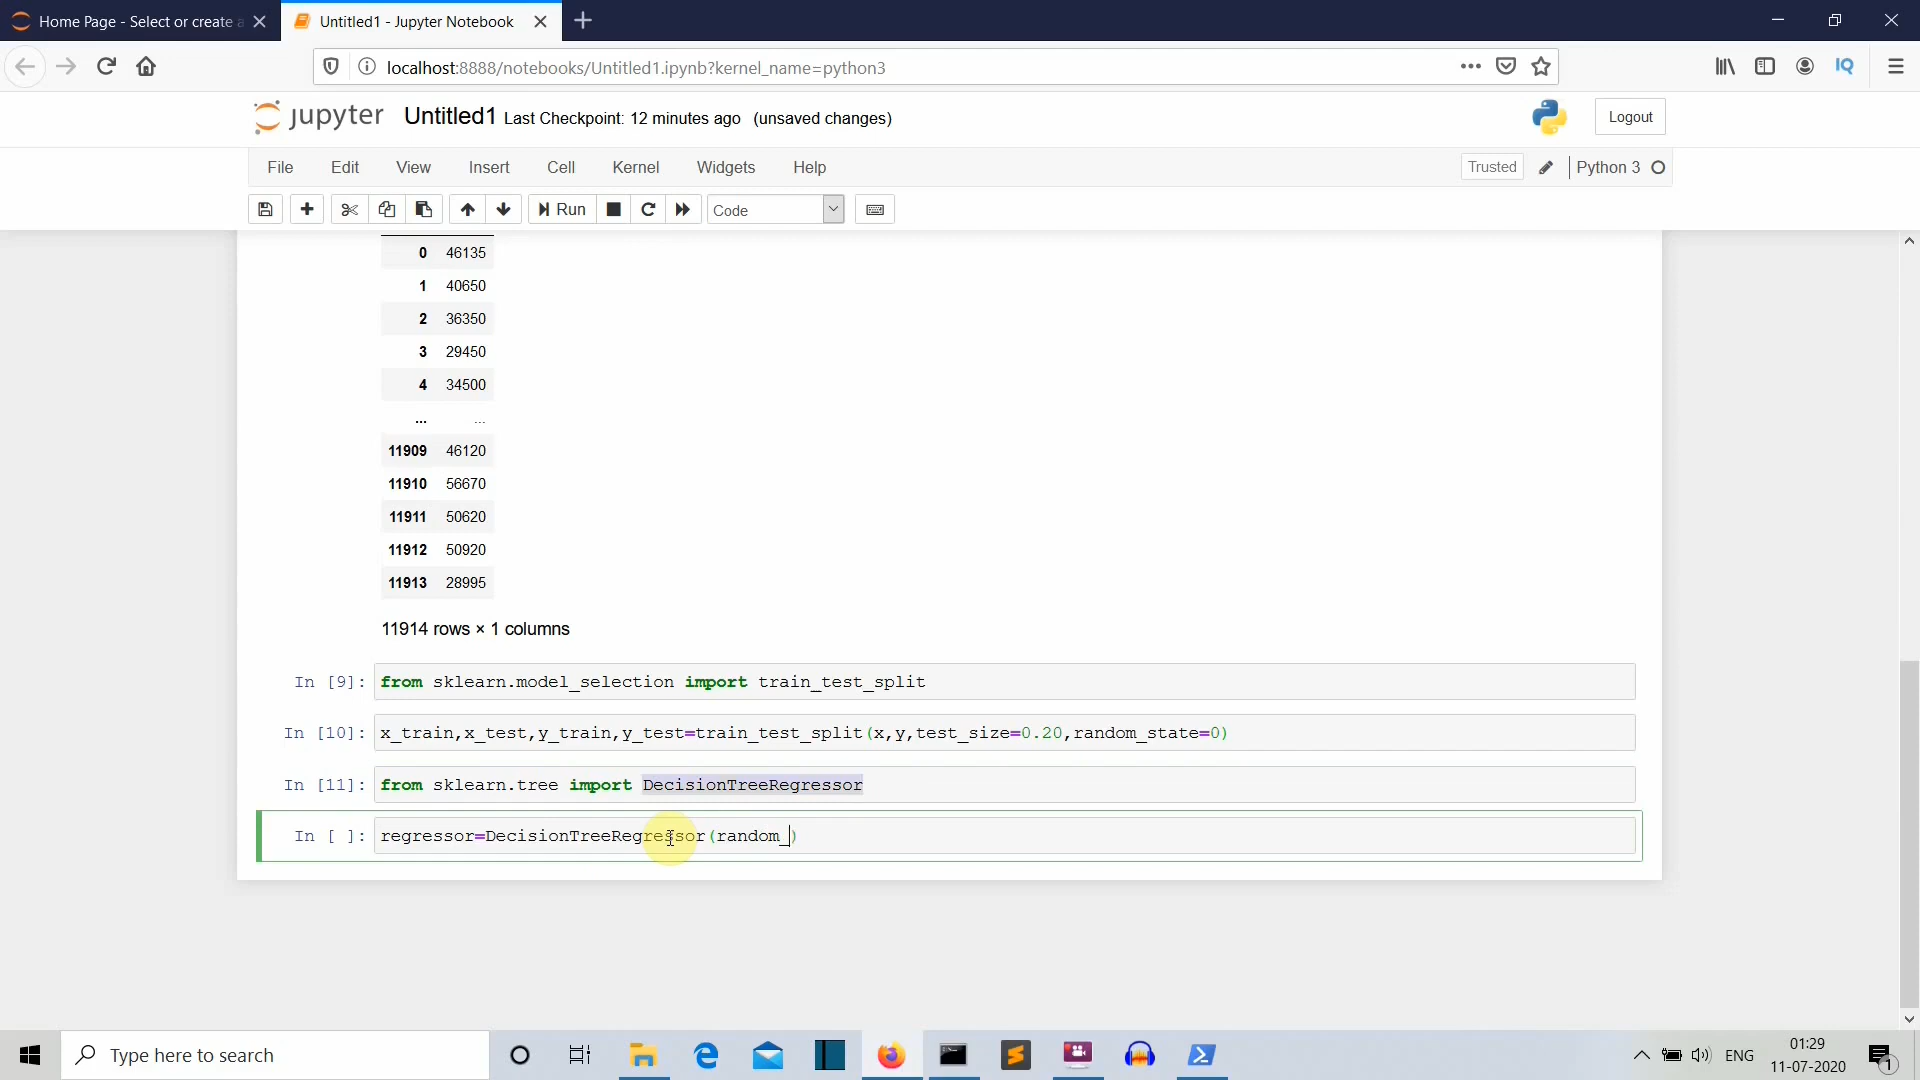 Home Page - Select or create a
Untitled1 - Jupyter Notebook
localhost:8888/notebooks/Untitled1.ipynb?kernel_name=python3
IQ
jupyter Untitled1 Last Checkpoint: 12 minutes ago (unsaved changes)
Logout
File Edit View Insert Cell Kernel Widgets Help
Trusted
Python 3
Run
Code
0 46135
1 40650
2 36350
3 29450
4 34500
... ...
11909 46120
11910 56670
11911 50620
11912 50920
11913 28995
11914 rows × 1 columns
In [9]: from sklearn.model_selection import train_test_split
In [10]: x_train,x_test,y_train,y_test=train_test_split(x,y,test_size=0.20,random_state=0)
In [11]: from sklearn.tree import DecisionTreeRegressor
In [ ]: regressor=DecisionTreeRegressor(random_)
Type here to search
ENG
01:29
11-07-2020
1